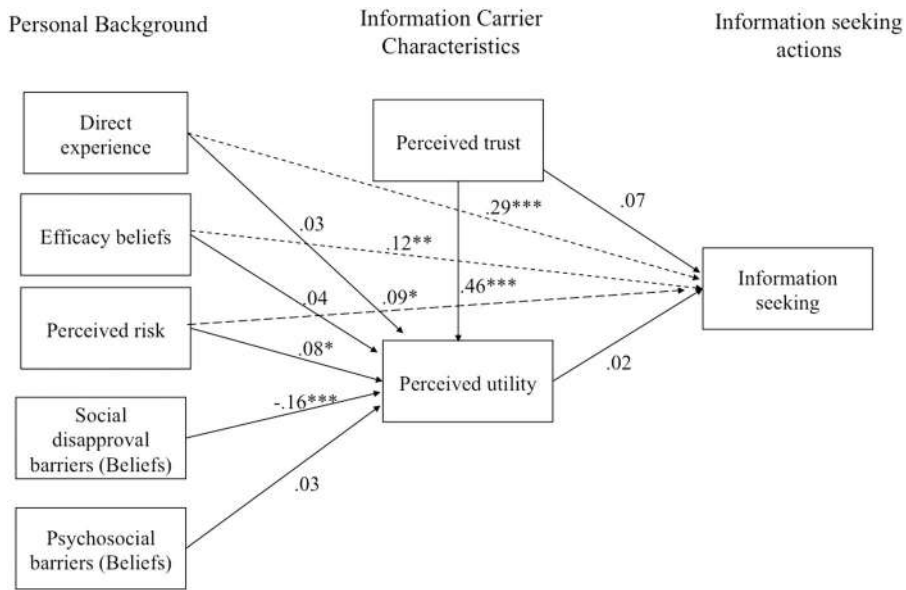 Personal Background
Information Carrier
Characteristics
Information seeking
actions
Direct
experience
Perceived trust
.07
.29***
Efficacy beliefs
.03
.12**
Information
seeking
.04
.09*
.46***
Perceived risk
.08*
Perceived utility
.02
-.16***
Social
disapproval
barriers (Beliefs)
.03
Psychosocial
barriers (Beliefs)